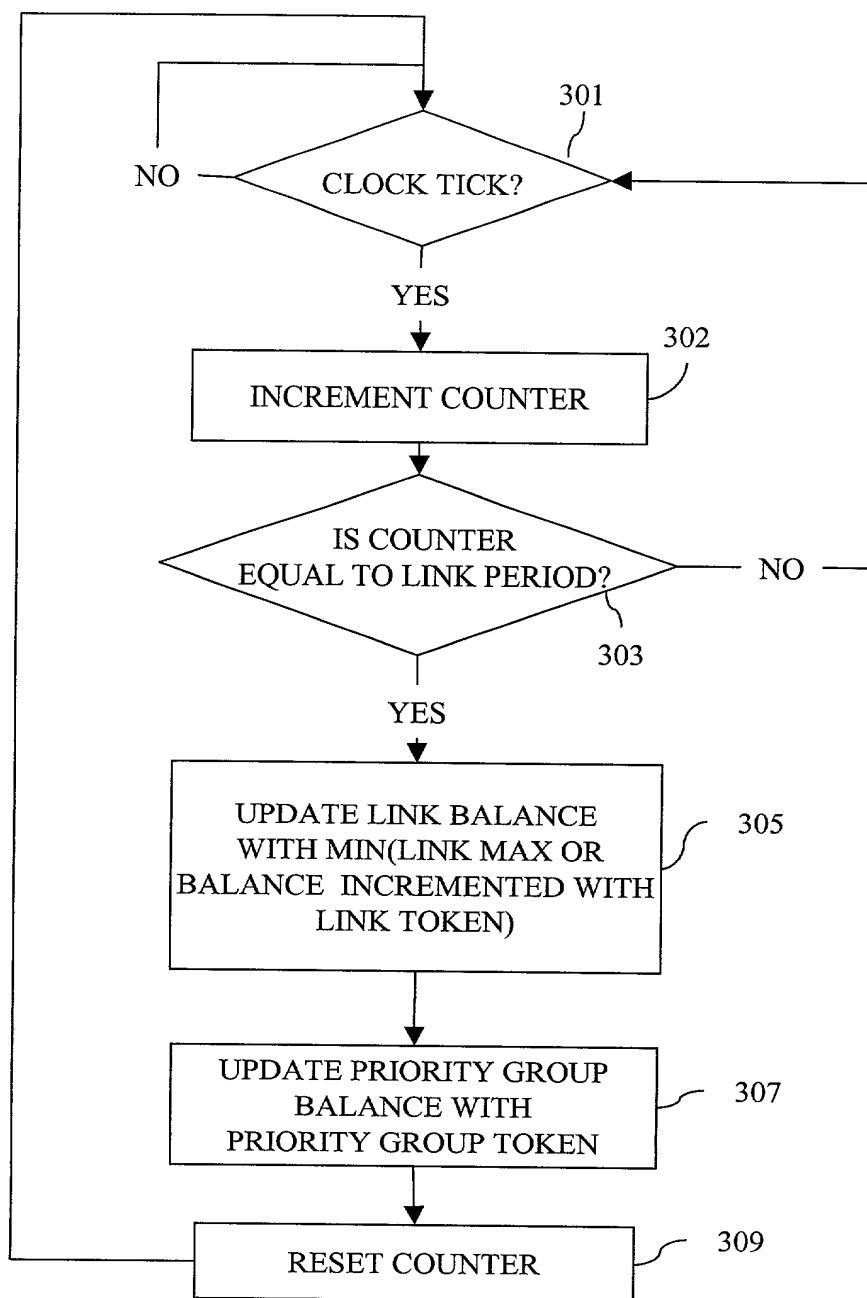 301
CLOCK TICK?
NO
YES
302
INCREMENT COUNTER
IS COUNTER
EQUAL TO LINK PERIOD?
NO
303
YES
UPDATE LINK BALANCE
WITH MIN(LINK MAX OR
BALANCE INCREMENTED WITH
LINK TOKEN)
305
UPDATE PRIORITY GROUP
BALANCE WITH
PRIORITY GROUP TOKEN
307
RESET COUNTER
309